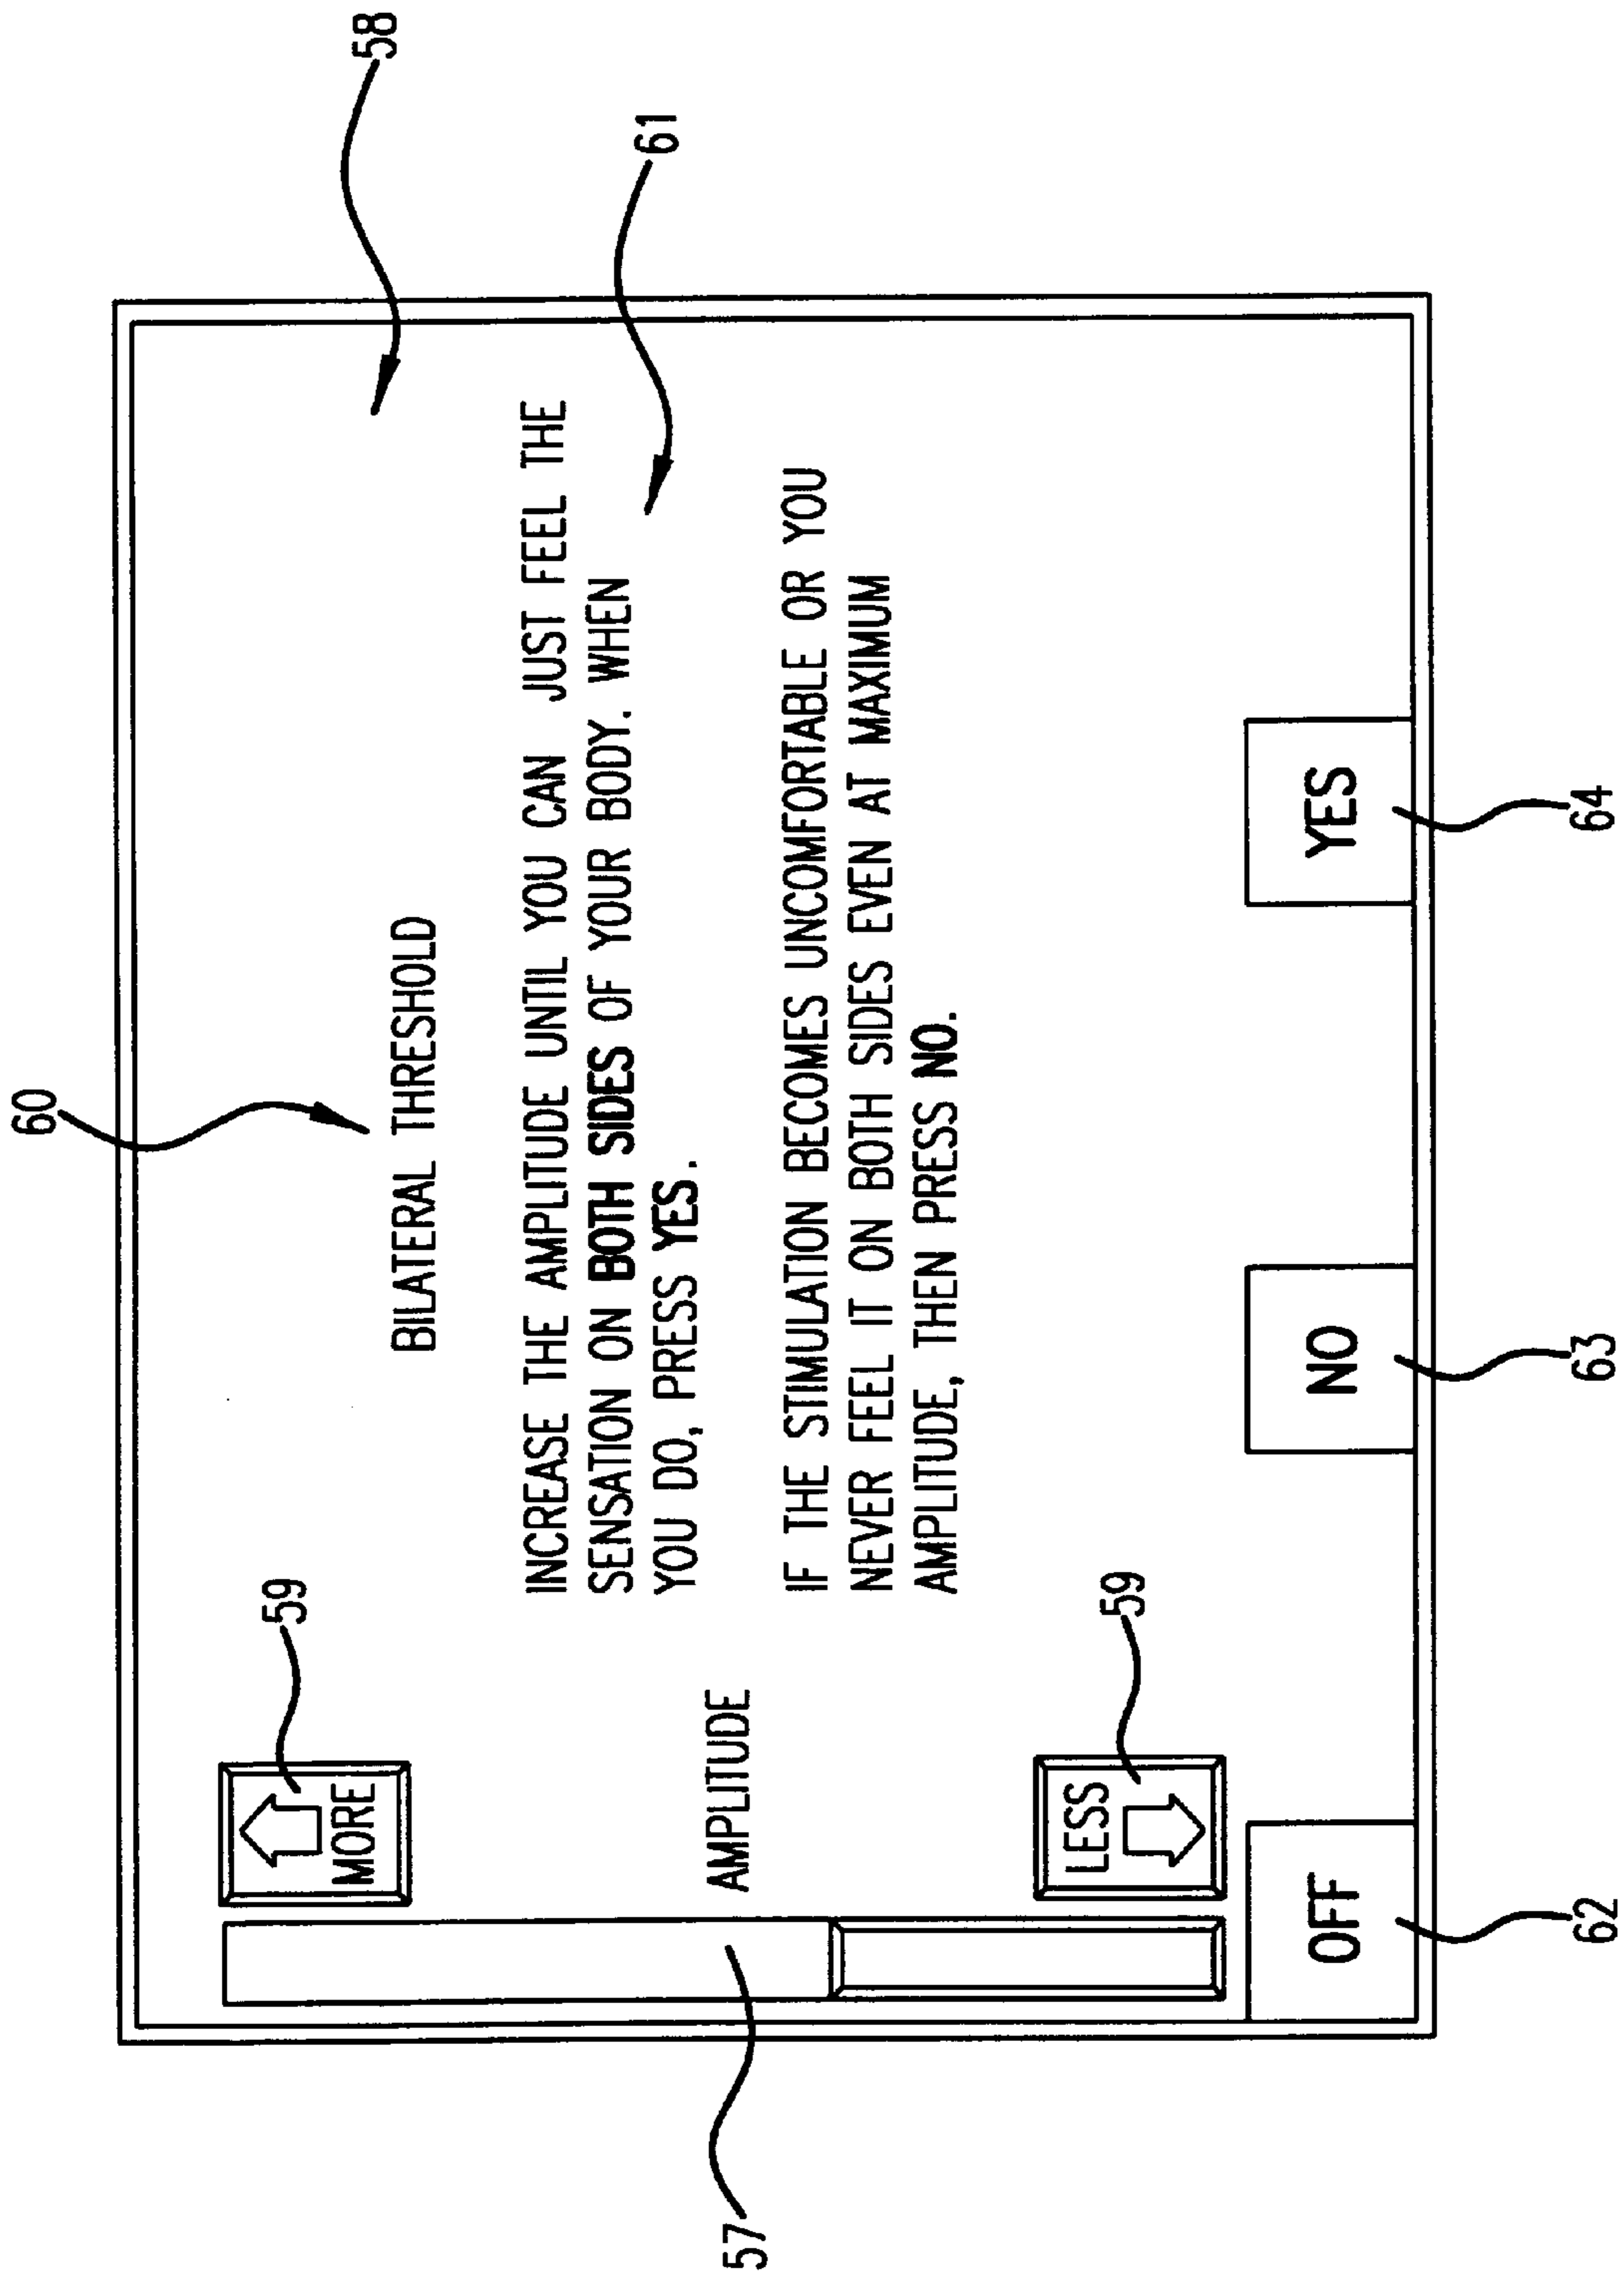 60
58
BILATERAL THRESHOLD
INCREASE THE AMPLITUDE UNTIL YOU CAN JUST FEEL THE
SENSATION ON BOTH SIDES OF YOUR BODY. WHEN
YOU DO, PRESS YES.
61
IF THE STIMULATION BECOMES UNCOMFORTABLE OR YOU
NEVER FEEL IT ON BOTH SIDES EVEN AT MAXIMUM
AMPLITUDE, THEN PRESS NO.
59
MORE
57
AMPLITUDE
59
LESS
OFF
NO
YES
62
63
64